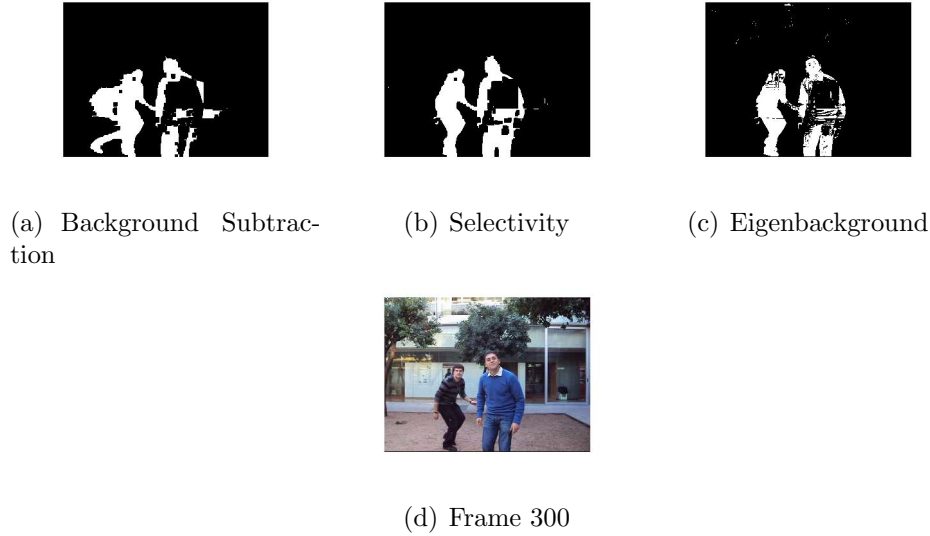 (a) Background Subtrac-
tion
(b) Selectivity
(c) Eigenbackground
(d) Frame 300